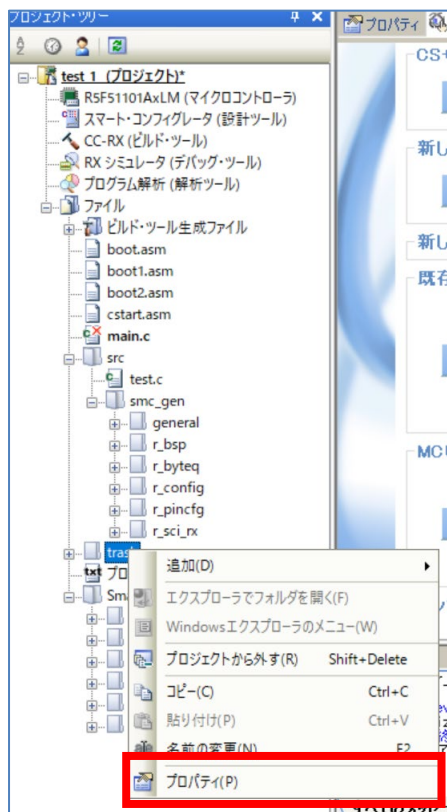 プロジェクト・ツリー
プロパティ
test 1 (プロジェクト)*
R5F51101AxLM (マイクロコントローラ)
スマート・コンフィグレータ (設計ツール)
CC-RX (ビルド・ツール)
RX シミュレータ (デバッグ・ツール)
プログラム解析 (解析ツール)
ファイル
ビルド・ツール生成ファイル
boot.asm
boot1.asm
boot2.asm
cstart.asm
main.c
src
test.c
smc_gen
general
r_bsp
r_byteq
r_config
r_pincfg
r_sci_rx
CS+
新し
新し
既存
MC
追加(D)
エクスプローラでフォルダを開く(F)
Windowsエクスプローラのメニュー(W)
プロジェクトから外す(R) Shift+Delete
コピー(C) Ctrl+C
貼り付け(P) Ctrl+V
名前の変更(N) F2
プロパティ(P)